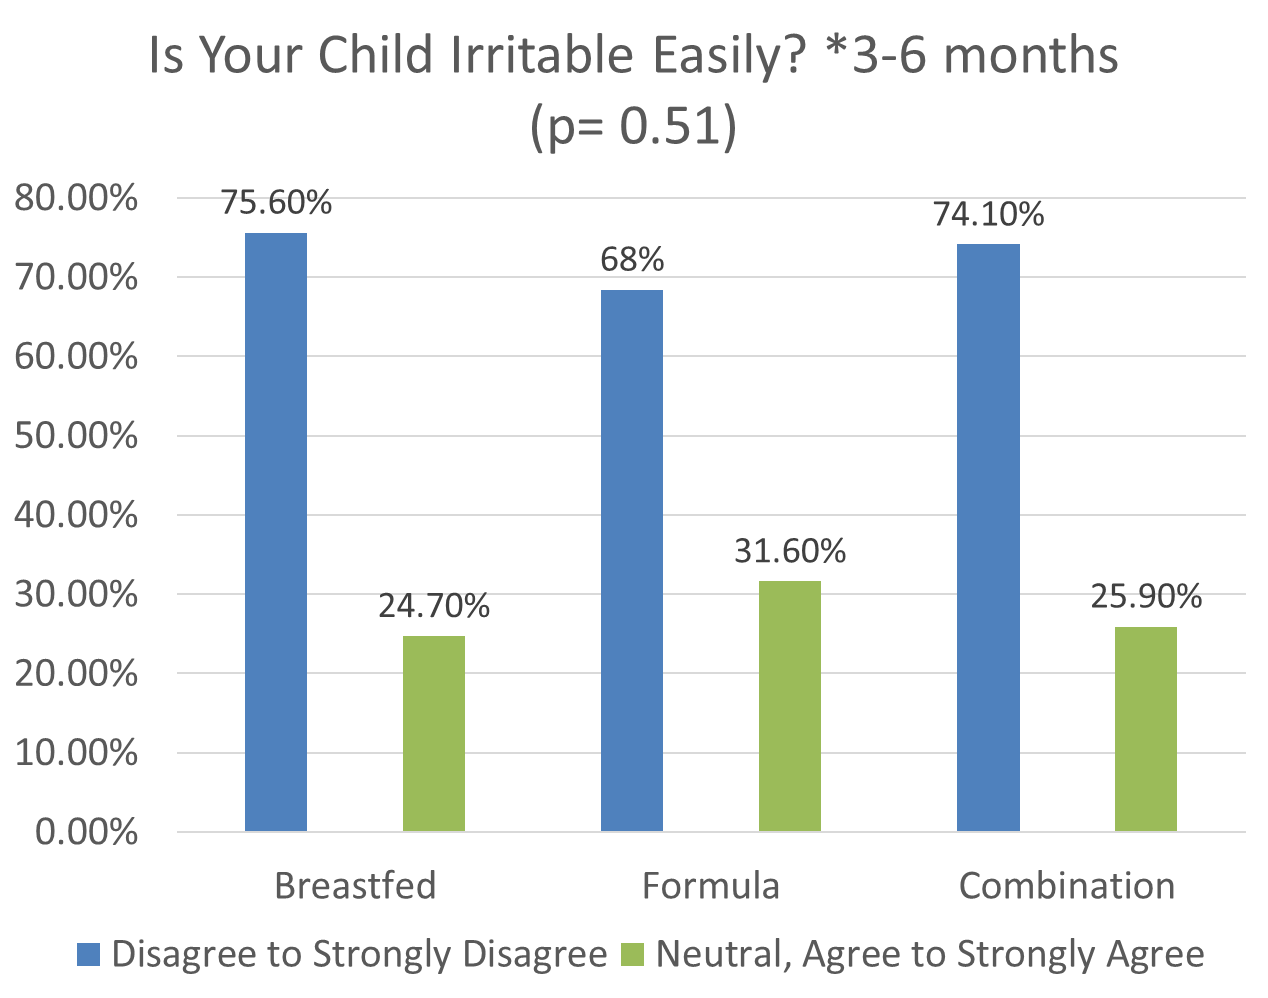 Is Your Child Irritable Easily? *3-6 months
(p= 0.51)
80.00%
70.00%
60.00%
50.00%
40.00%
30.00%
20.00%
10.00%
0.00%
75.60%
24.70%
68%
31.60%
74.10%
25.90%
Breastfed
Formula
Combination
Disagree to Strongly Disagree
Neutral, Agree to Strongly Agree